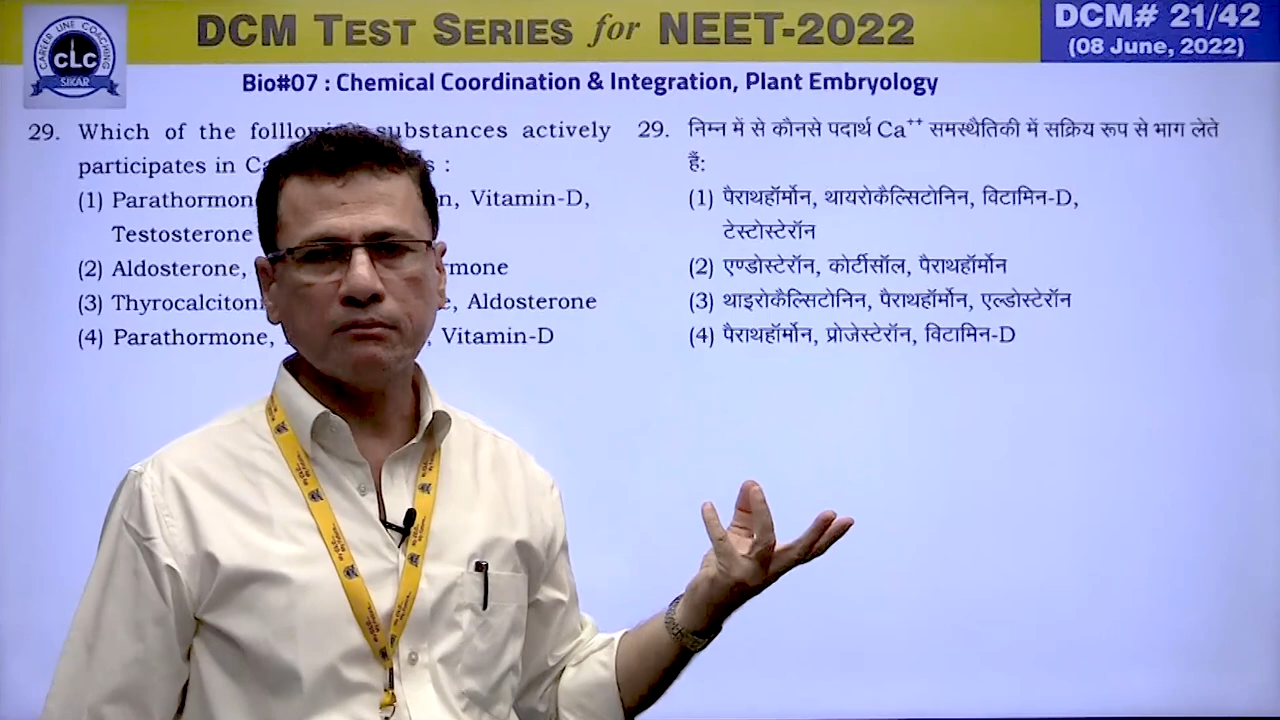 DCM TEST SERIES for NEET-2022
DCM# 21/42
(08 June, 2022)
CAREER LINE COACHING
CLC
SIKAR
Bio#07 : Chemical Coordination & Integration, Plant Embryology
29. Which of the folllowing substances actively
participates in Ca s :
(1) Parathormon n, Vitamin-D,
Testosterone
(2) Aldosterone, rmone
(3) Thyrocalcitoni e, Aldosterone
(4) Parathormone, , Vitamin-D
29. निम्न में से कौनसे पदार्थ Ca++ समस्थैतिकी में सक्रिय रूप से भाग लेते
हैं:
(1) पैराथहॉर्मोन, थायरोकैल्सिटोनिन, विटामिन-D,
टेस्टोस्टेरॉन
(2) एण्डोस्टेरॉन, कोर्टीसॉल, पैराथहॉर्मोन
(3) थाइरोकैल्सिटोनिन, पैराथहॉर्मोन, एल्डोस्टेरॉन
(4) पैराथहॉर्मोन, प्रोजेस्टेरॉन, विटामिन-D